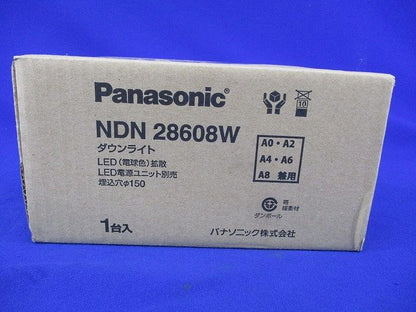 Panasonic®
NDN 28608W
ダウンライト
LED（電球色）拡散
LED電源ユニット別売
埋込穴φ150
1台入
10
A0・A2
A4・A6
A8 兼用
ダンボール
パナソニック株式会社